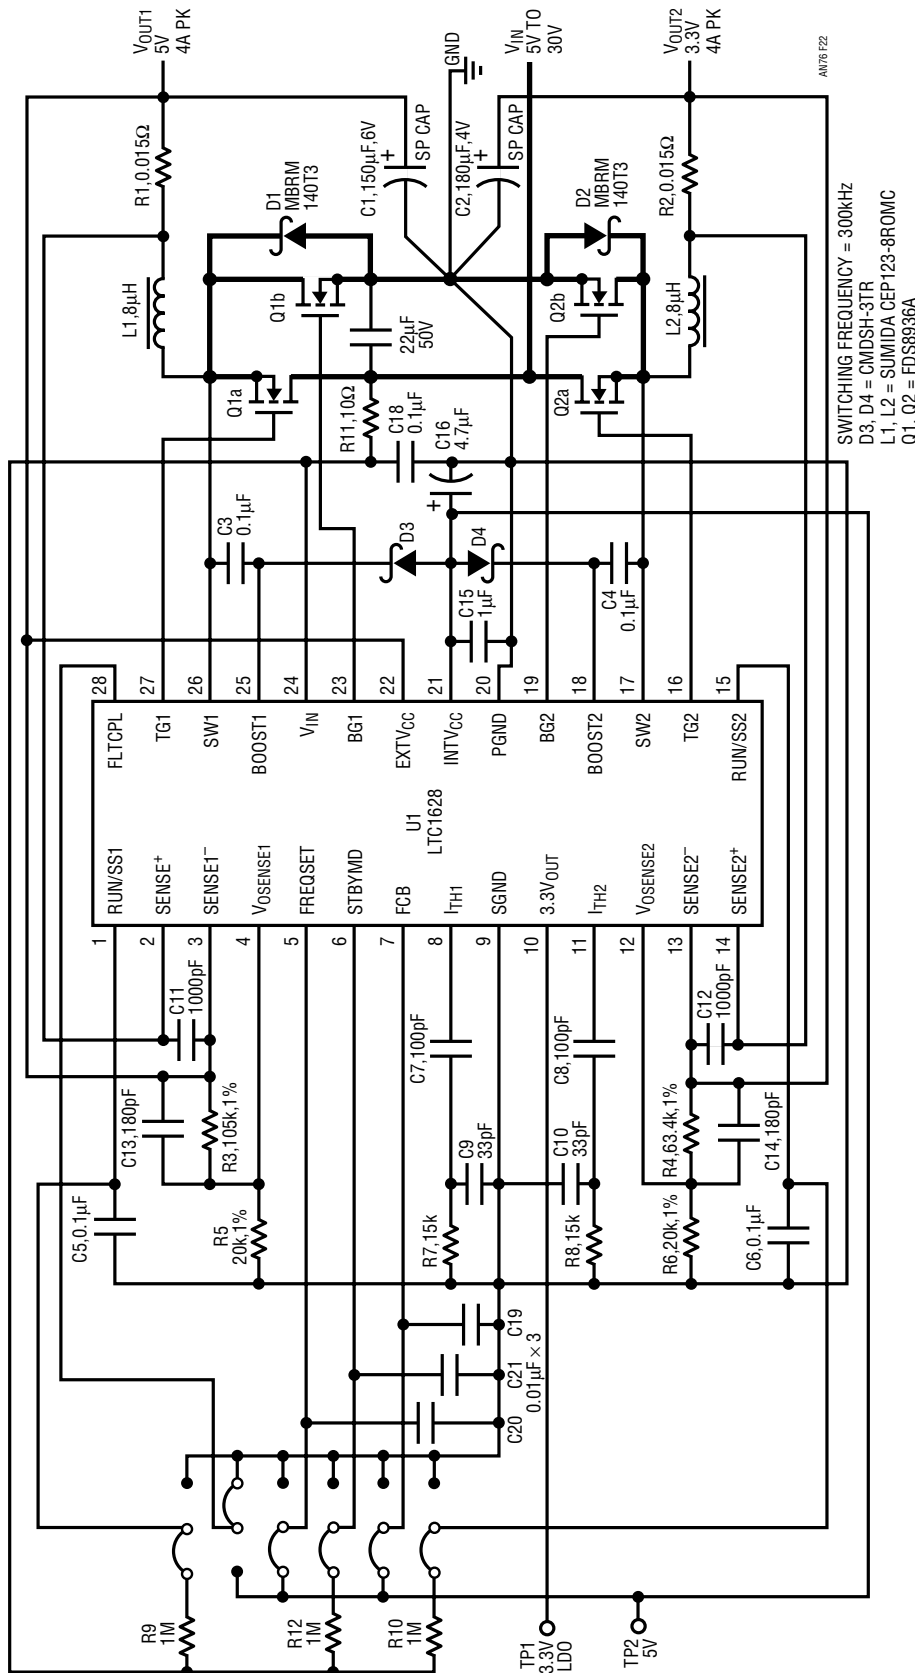 VOUT1
5V
4A PK
GND
VIN
5V TO
30V
VOUT2
3.3V
4A PK
AN76 F22
R1,0.015Ω
D1
MBRM
140T3
C1,150µF,6V
+
SP CAP
C2,180µF,4V
+
SP CAP
D2
MBRM
140T3
R2,0.015Ω
L1,8µH
Q1b
22µF
50V
Q2b
L2,8µH
Q1a
R11,10Ω
C18
0.1µF
C16
4.7µF
+
Q2a
SWITCHING FREQUENCY = 300kHz
D3, D4 = CMDSH-3TR
L1, L2 = SUMIDA CEP123-8ROMC
Q1, Q2 = FDS8936A
C3
0.1µF
D3
D4
C15
1µF
C4
0.1µF
28
27
26
25
24
23
22
21
20
19
18
17
16
15
FLTCPL
TG1
SW1
BOOST1
VIN
BG1
EXTVCC
INTVCC
PGND
BG2
BOOST2
SW2
TG2
RUN/SS2
U1
LTC1628
RUN/SS1
SENSE+
SENSE1–
VOSENSE1
FREQSET
STBYMD
FCB
ITH1
SGND
3.3VOUT
ITH2
VOSENSE2
SENSE2–
SENSE2+
1
2
3
4
5
6
7
8
9
10
11
12
13
14
C11
1000pF
C12
1000pF
C7,100pF
C8,100pF
C13,180pF
R3,105k,1%
C9
33pF
C10
33pF
R4,63.4k,1%
C14,180pF
C5,0.1µF
R5
20k,1%
R7,15k
R8,15k
R6,20k,1%
C6,0.1µF
C19
C21
0.01µF × 3
C20
R9
1M
R12
1M
R10
1M
TP1
3.3V
LDO
TP2
5V